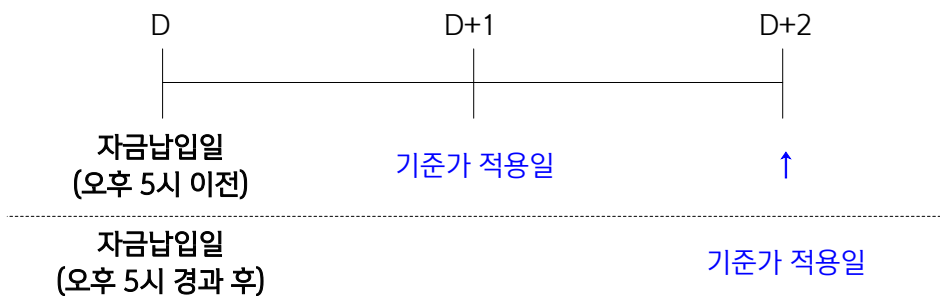 D D+1 D+2
자금납입일
(오후 5시 이전)
기준가 적용일
↑
자금납입일
(오후 5시 경과 후)
기준가 적용일